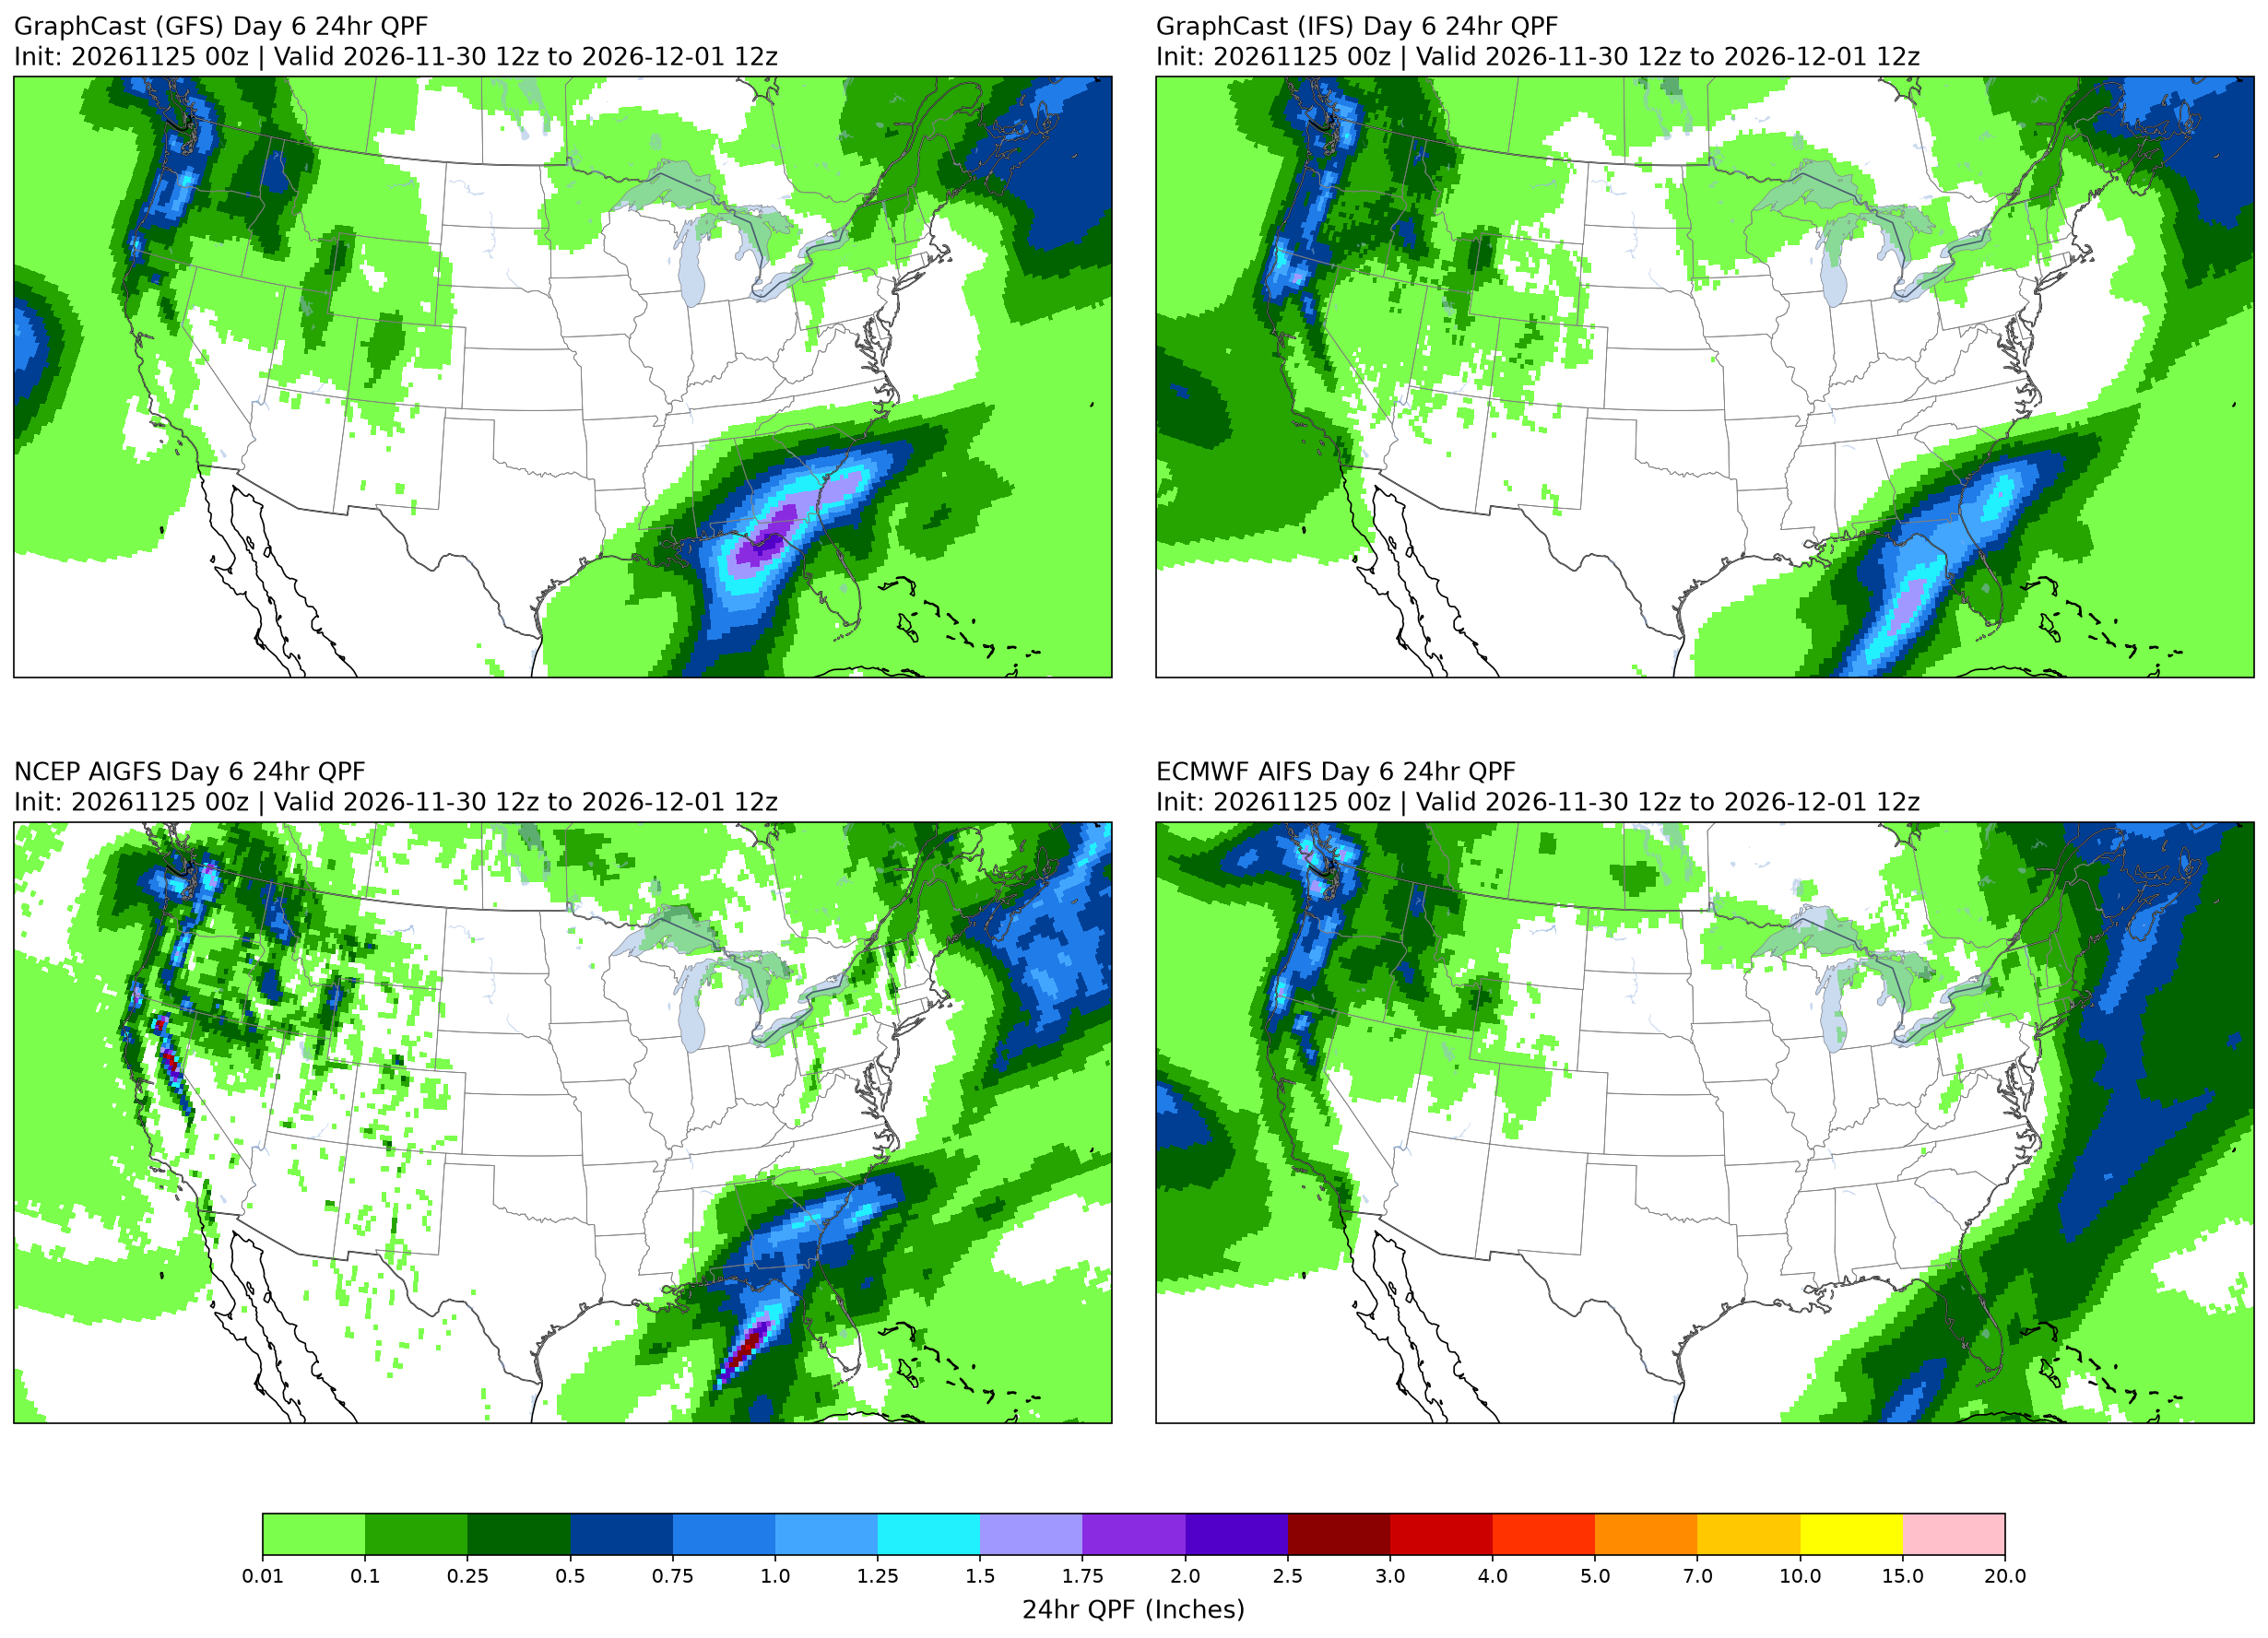 GraphCast (GFS) Day 6 24hr QPF
Init: 20261125 00z | Valid 2026-11-30 12z to 2026-12-01 12z
GraphCast (IFS) Day 6 24hr QPF
Init: 20261125 00z | Valid 2026-11-30 12z to 2026-12-01 12z
NCEP AIGFS Day 6 24hr QPF
Init: 20261125 00z | Valid 2026-11-30 12z to 2026-12-01 12z
ECMWF AIFS Day 6 24hr QPF
Init: 20261125 00z | Valid 2026-11-30 12z to 2026-12-01 12z
0.01 0.1 0.25 0.5 0.75 1.0 1.25 1.5 1.75 2.0 2.5 3.0 4.0 5.0 7.0 10.0 15.0 20.0
24hr QPF (Inches)